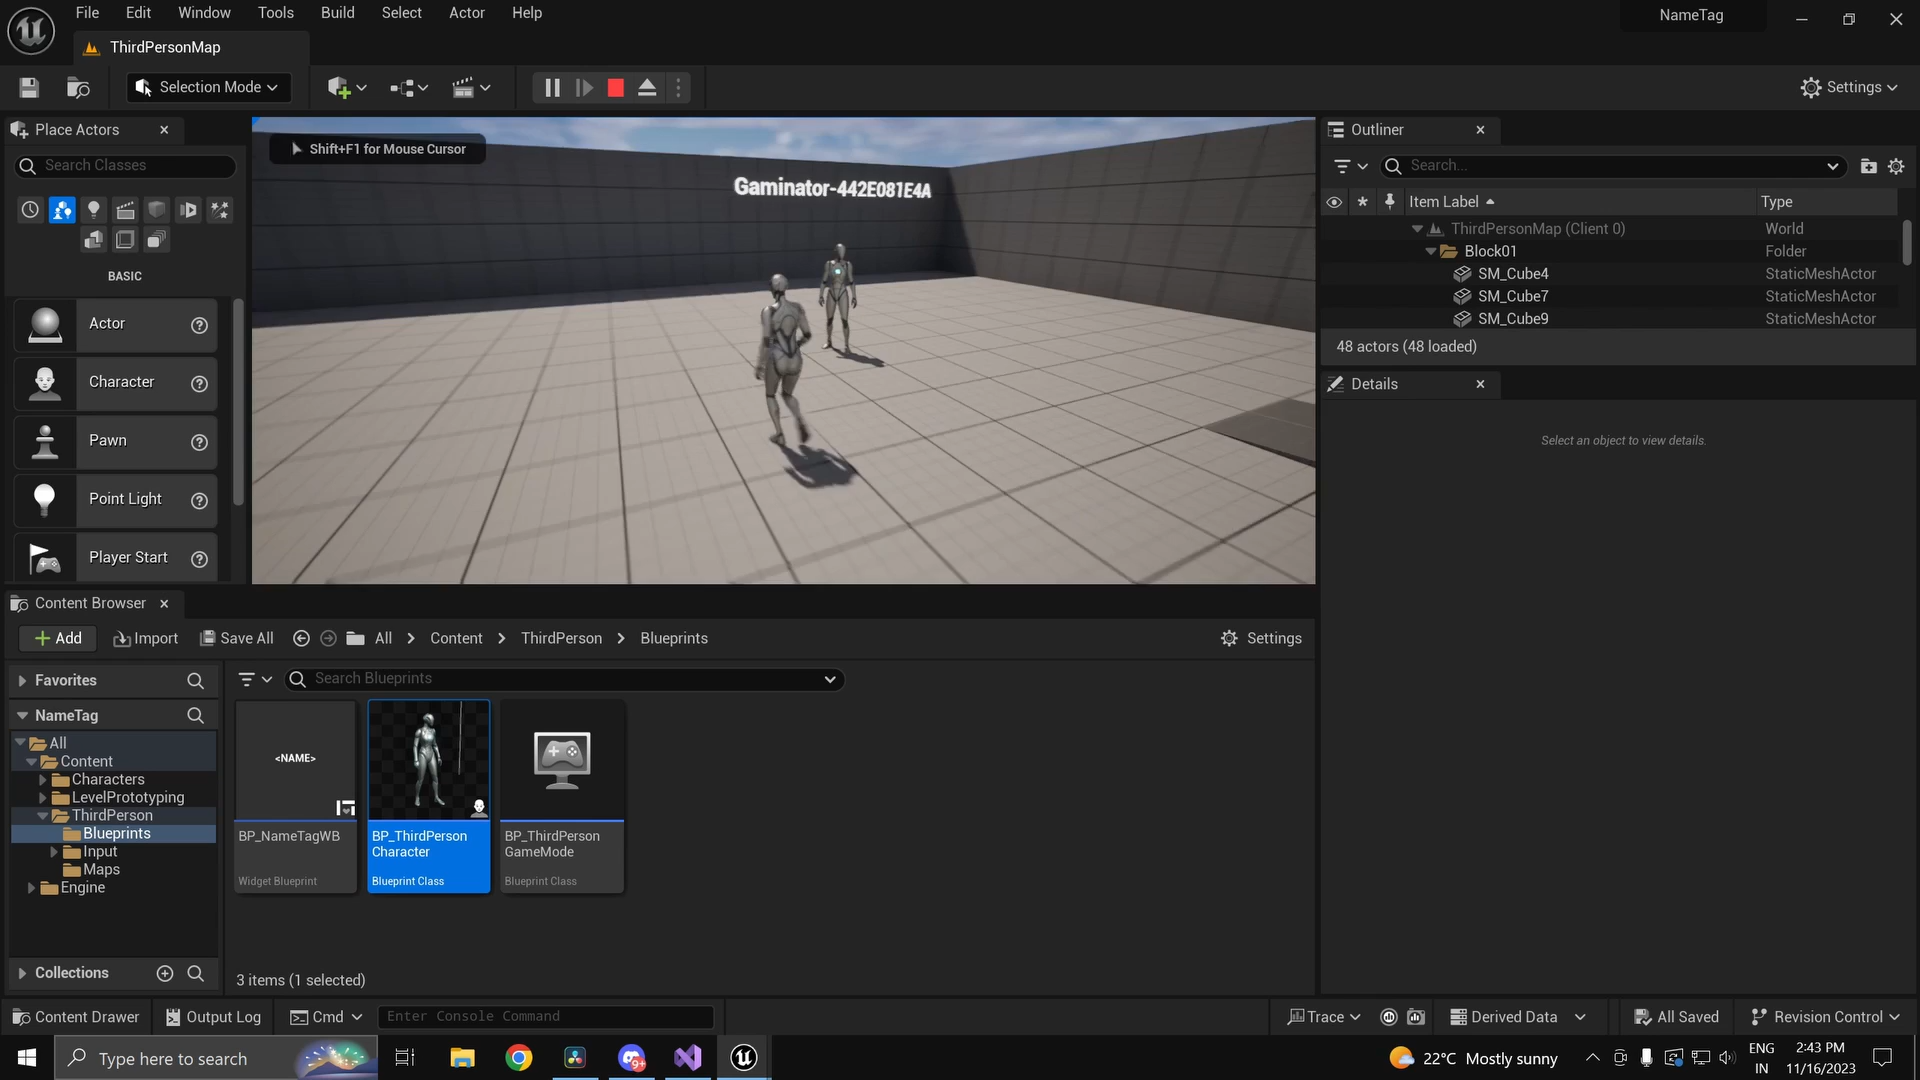 File Edit Window Tools Build Select Actor Help
NameTag
ThirdPersonMap
Selection Mode
Settings
Place Actors
Search Classes
BASIC
Actor
Character
Pawn
Point Light
Player Start
Shift+F1 for Mouse Cursor
Gaminator-442E081E4A
Outliner
Search...
Item Label Type
ThirdPersonMap (Client 0) World
Block01 Folder
SM_Cube4 StaticMeshActor
SM_Cube7 StaticMeshActor
SM_Cube9 StaticMeshActor
48 actors (48 loaded)
Details
Select an object to view details.
Content Browser
Add Import Save All All Content ThirdPerson Blueprints Settings
Favorites
NameTag
All
Content
Characters
LevelPrototyping
ThirdPerson
Blueprints
Input
Maps
Engine
Collections
Search Blueprints
<NAME>
BP_NameTagWB
Widget Blueprint
BP_ThirdPerson
Character
Blueprint Class
BP_ThirdPerson
GameMode
Blueprint Class
3 items (1 selected)
Content Drawer Output Log Cmd Enter Console Command Trace Derived Data All Saved Revision Control
Type here to search
9+
22°C Mostly sunny
ENG
IN
2:43 PM
11/16/2023